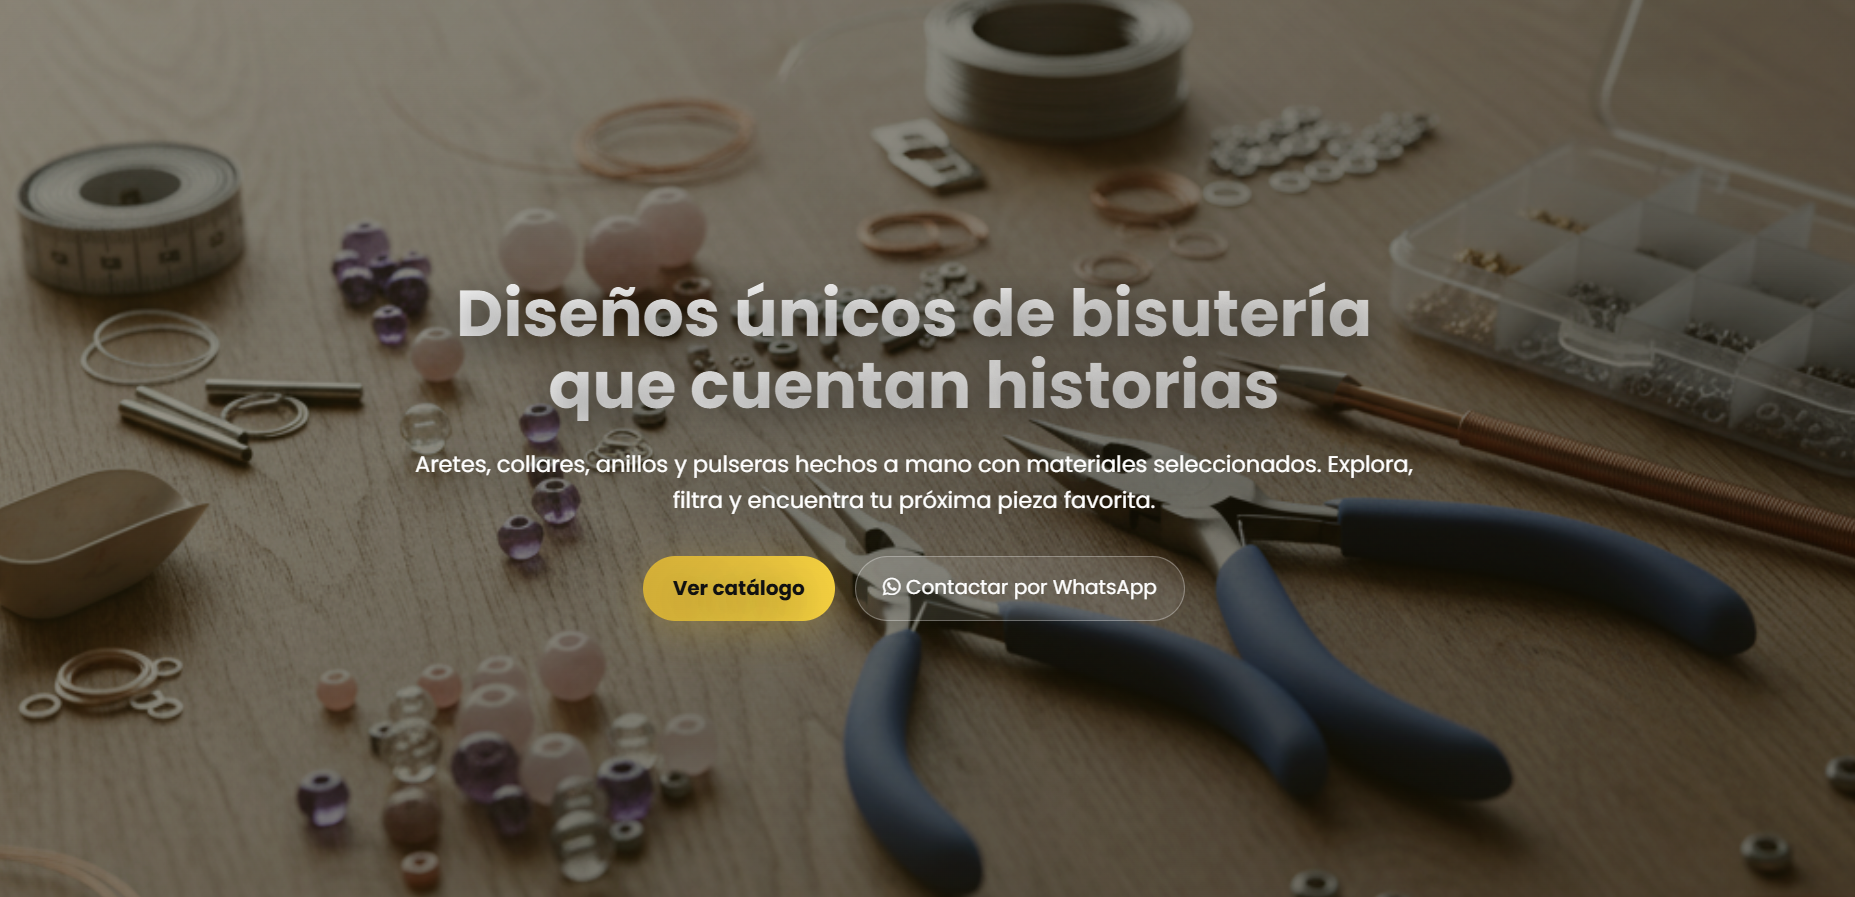 Diseños únicos de bisutería
que cuentan historias
Aretes, collares, anillos y pulseras hechos a mano con materiales seleccionados. Explora,
filtra y encuentra tu próxima pieza favorita.
Ver catálogo
Contactar por WhatsApp